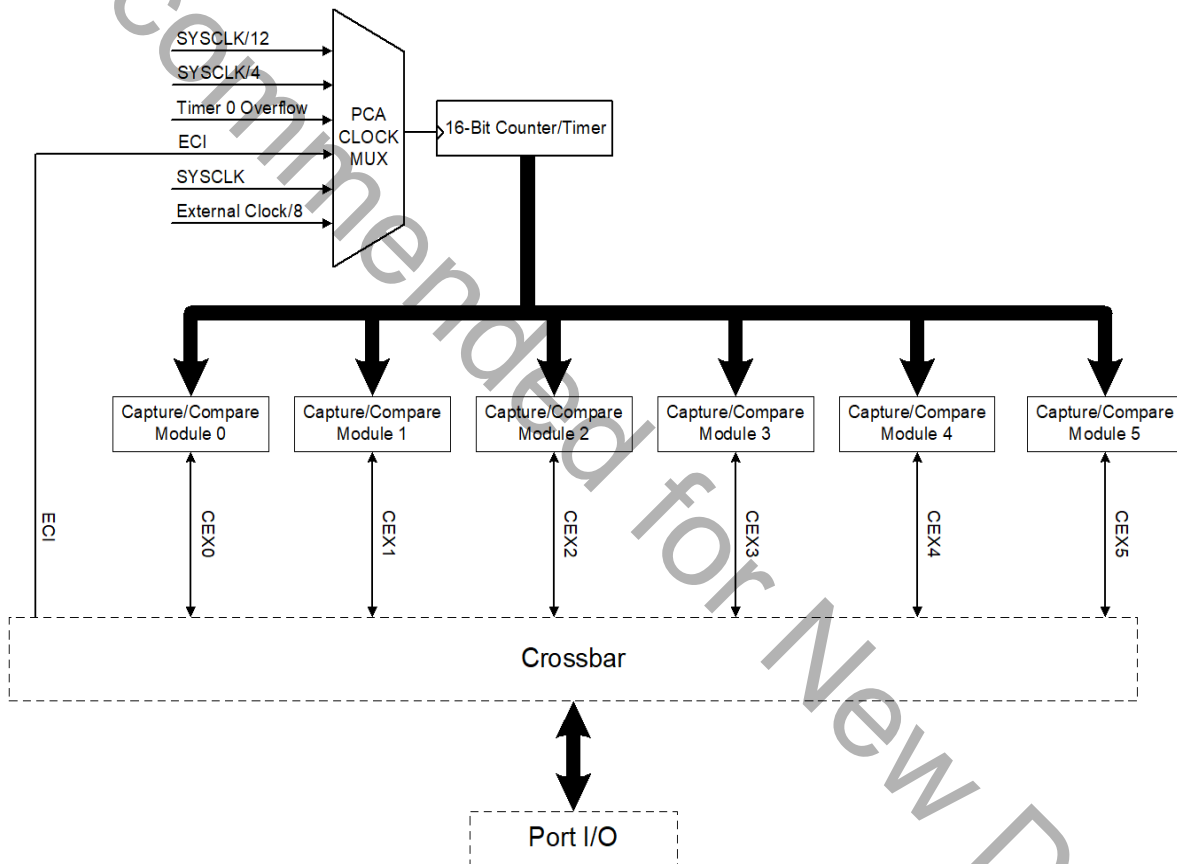 SYSCLK/12
SYSCLK/4
Timer 0 Overflow
ECI
SYSCLK
External Clock/8
PCA
CLOCK
MUX
16-Bit Counter/Timer
Capture/Compare
Module 0
Capture/Compare
Module 1
Capture/Compare
Module 2
Capture/Compare
Module 3
Capture/Compare
Module 4
Capture/Compare
Module 5
ECI
CEX0
CEX1
CEX2
CEX3
CEX4
CEX5
Crossbar
Port I/O
commended for New D